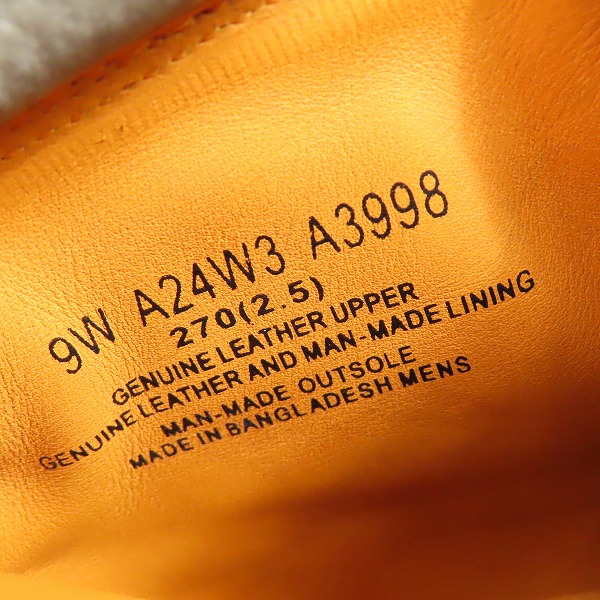 9W A24W3 A3998
270(2.5)
GENUINE LEATHER UPPER
GENUINE LEATHER AND MAN-MADE LINING
MAN-MADE OUTSOLE
MADE IN BANGLADESH MENS